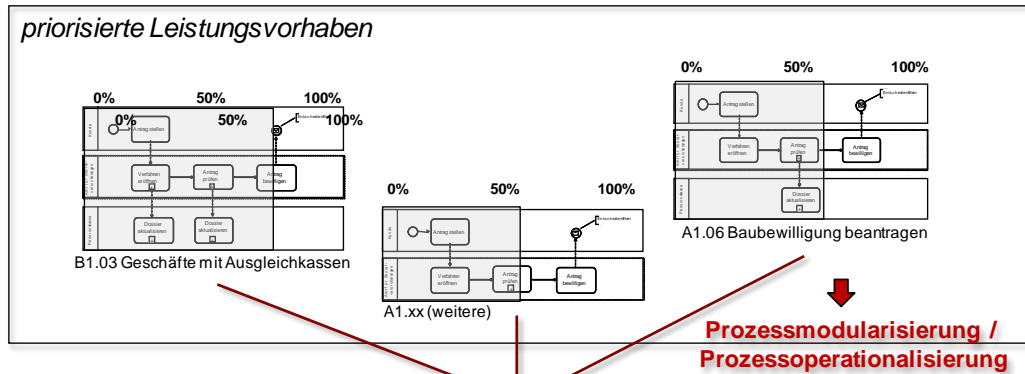 priorisierte Leistungsvorhaben
0% 50% 100%
0% 50% 100%
Kunde
Antrag stellen
Verfahren
eröffnen
Antrag
prüfen
Antrag
bewilligen
Dossier
aktualisieren
Dossier
aktualisieren
B1.03 Geschäfte mit Ausgleichkassen
0% 50% 100%
Kunde
Antrag stellen
Verfahren
eröffnen
Antrag
prüfen
Antrag
bewilligen
A1.xx (weitere)
0% 50% 100%
Kunde
Antrag stellen
Verfahren
eröffnen
Antrag
prüfen
Antrag
bewilligen
Dossier
aktualisieren
A1.06 Baubewilligung beantragen
Prozessmodularisierung /
Prozessoperationalisierung